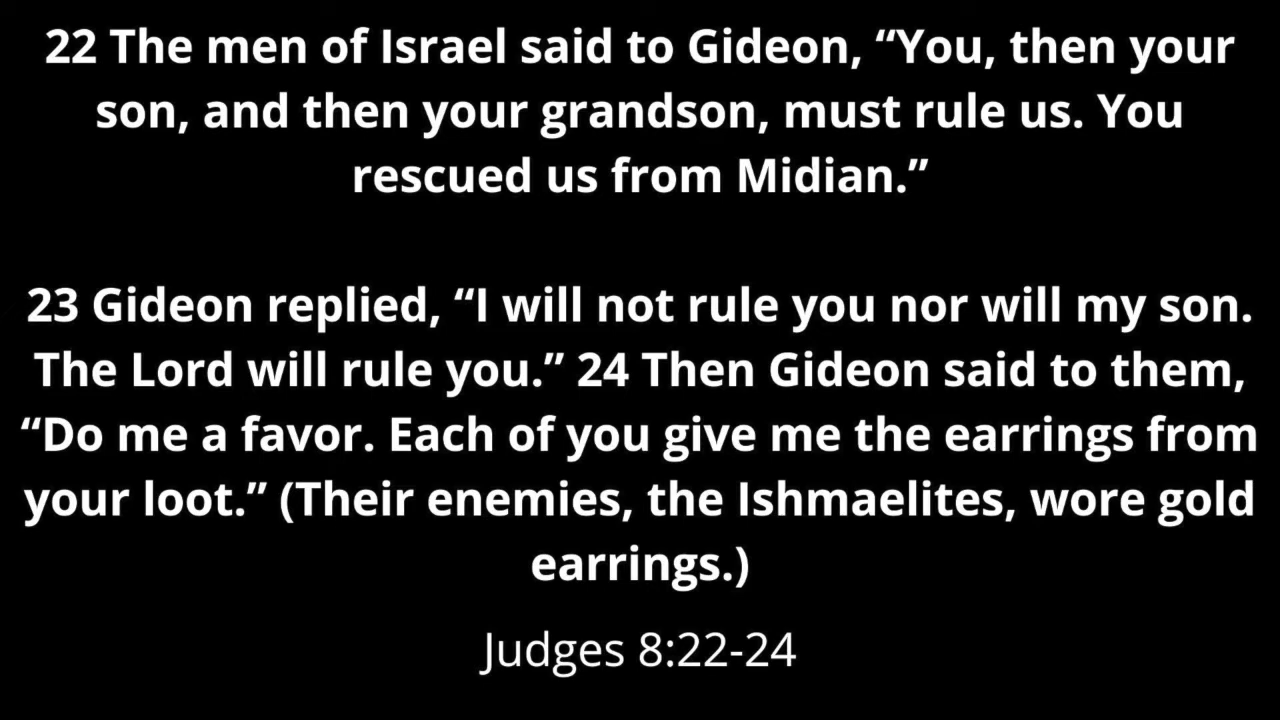 22 The men of Israel said to Gideon, “You, then your
son, and then your grandson, must rule us. You
rescued us from Midian.”
23 Gideon replied, “I will not rule you nor will my son.
The Lord will rule you.” 24 Then Gideon said to them,
“Do me a favor. Each of you give me the earrings from
your loot.” (Their enemies, the Ishmaelites, wore gold
earrings.)
Judges 8:22-24